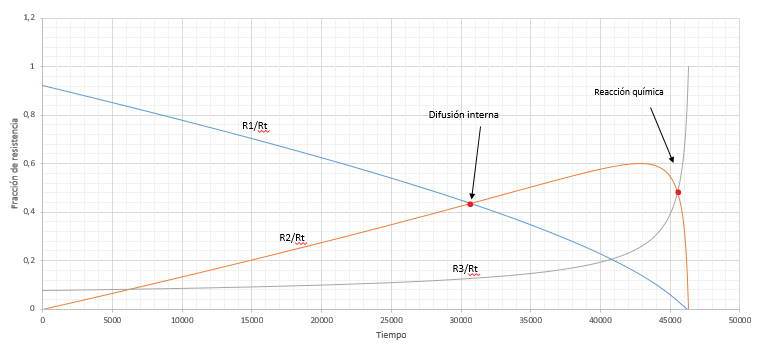 1,2
1
0,8
0,6
0,4
0,2
0
Fracción de resistencia
R1/Rt
Difusión interna
Reacción química
R2/Rt
R3/Rt
0 5000 10000 15000 20000 25000 30000 35000 40000 45000 50000
Tiempo